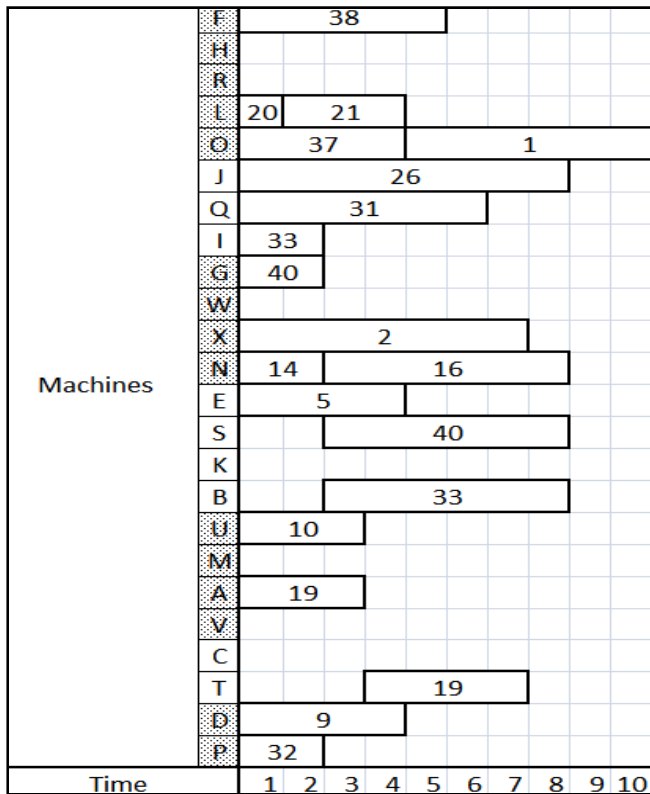 F 38
H
R
L 20 21
O 37 1
J 26
Q 31
I 33
G 40
W
X 2
N 14 16
Machines
E 5
S 40
K
B 33
U 10
M
A 19
V
C
T 19
D 9
P 32
Time 1 2 3 4 5 6 7 8 9 10